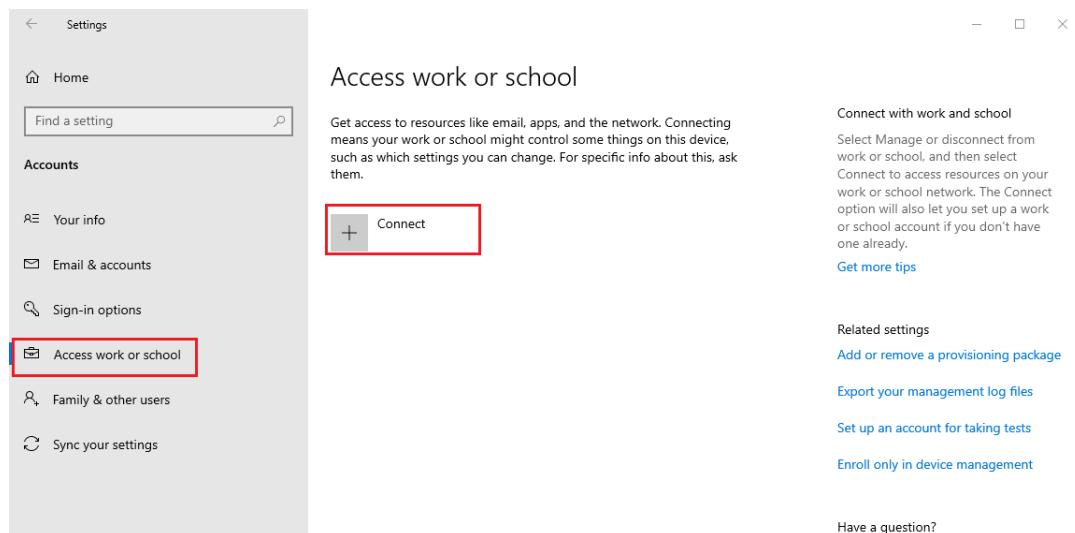 Settings
Home
Find a setting
Accounts
Your info
Email & accounts
Sign-in options
Access work or school
Family & other users
Sync your settings
Access work or school
Get access to resources like email, apps, and the network. Connecting
means your work or school might control some things on this device,
such as which settings you can change. For specific info about this, ask
them.
Connect
Connect with work and school
Select Manage or disconnect from
work or school, and then select
Connect to access resources on your
work or school network. The Connect
option will also let you set up a work
or school account if you don't have
one already.
Get more tips
Related settings
Add or remove a provisioning package
Export your management log files
Set up an account for taking tests
Enroll only in device management
Have a question?